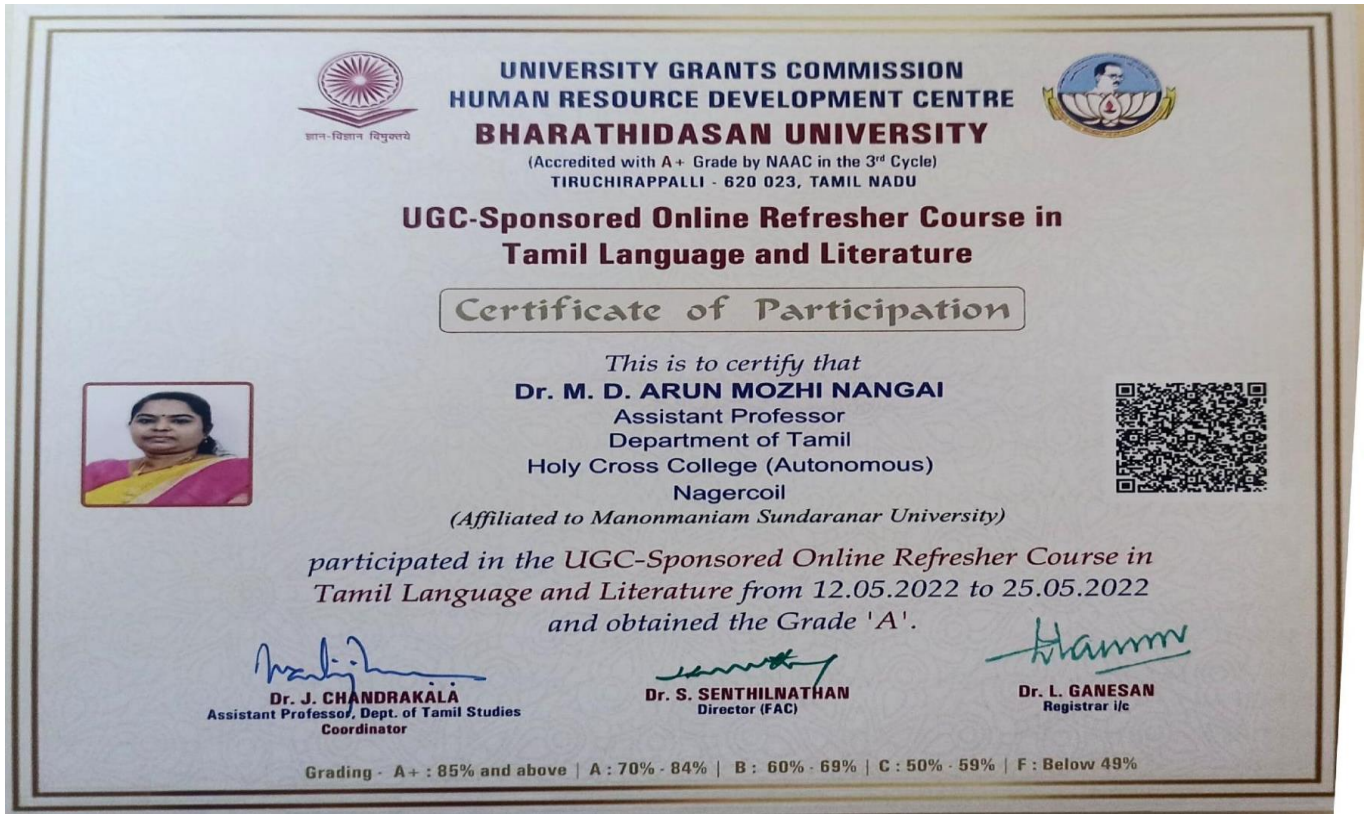 UNIVERSITY GRANTS COMMISSION
HUMAN RESOURCE DEVELOPMENT CENTRE
BHARATHIDASAN UNIVERSITY
(Accredited with A+ Grade by NAAC in the 3rd Cycle)
TIRUCHIRAPPALLI - 620 023, TAMIL NADU
ज्ञान-विज्ञान विमुक्तये
UGC-Sponsored Online Refresher Course in
Tamil Language and Literature
Certificate of Participation
This is to certify that
Dr. M. D. ARUN MOZHI NANGAI
Assistant Professor
Department of Tamil
Holy Cross College (Autonomous)
Nagercoil
(Affiliated to Manonmaniam Sundaranar University)
participated in the UGC-Sponsored Online Refresher Course in
Tamil Language and Literature from 12.05.2022 to 25.05.2022
and obtained the Grade 'A'.
Dr. J. CHANDRAKALA
Assistant Professor, Dept. of Tamil Studies
Coordinator
Dr. S. SENTHILNATHAN
Director (FAC)
Dr. L. GANESAN
Registrar i/c
Grading - A+ : 85% and above | A : 70% - 84% | B : 60% - 69% | C : 50% - 59% | F : Below 49%